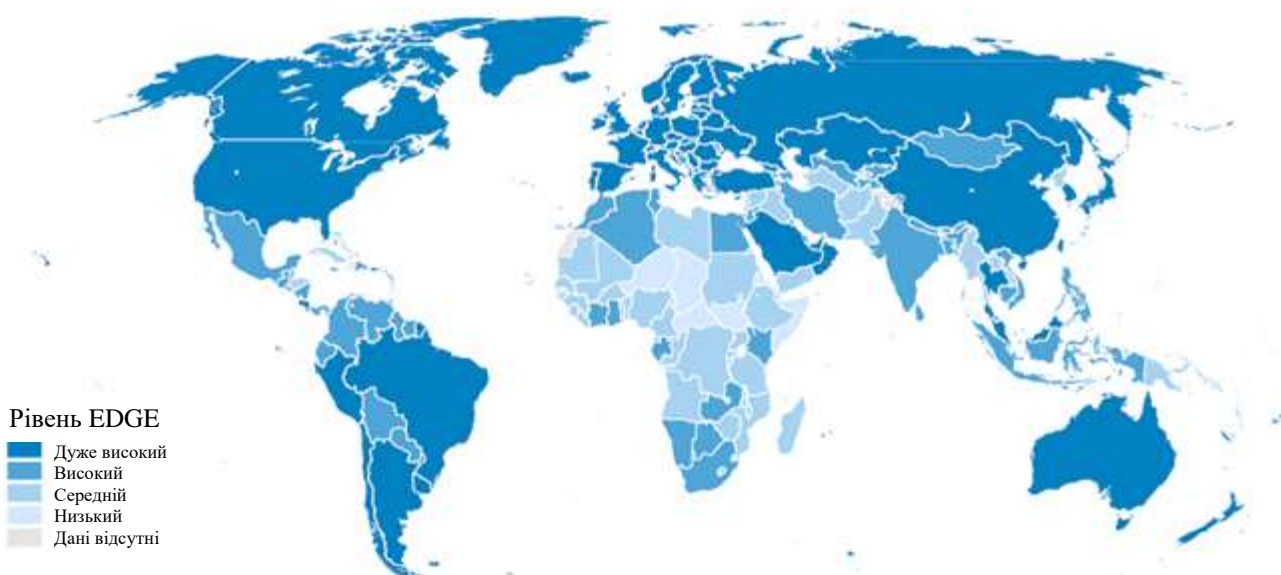 Рівень EDGE
Дуже високий
Високий
Середній
Низький
Дані відсутні